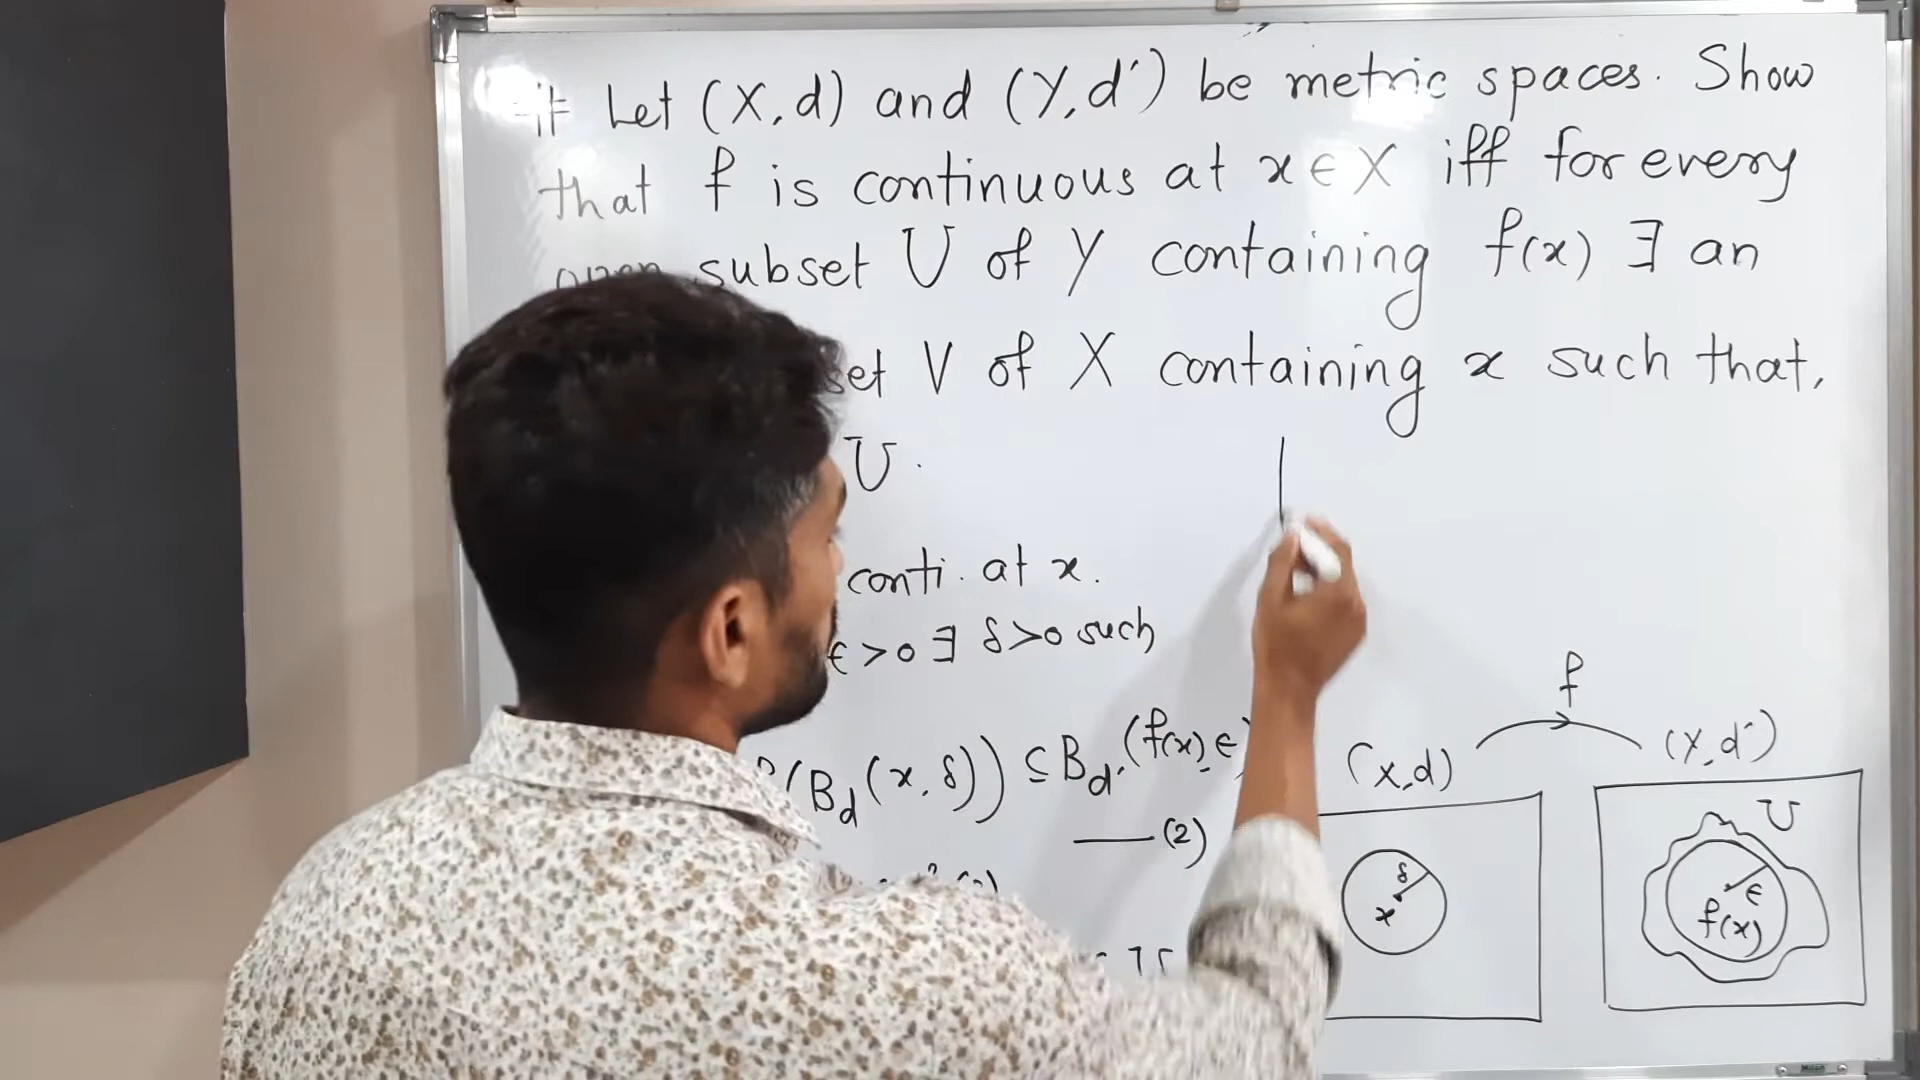 Let (X,d) and (Y,d') be metric spaces. Show
that f is continuous at x∈X iff for every
open subset U of Y containing f(x) ∃ an
set V of X containing x such that,
U.
conti. at x.
ϵ>0 ∃ δ>0 such
(B_d(x,δ)) ⊆ B_d'(f(x),ϵ)
—(2)
f
(X,d) (Y,d')
U
δ
x
ϵ
f(x)